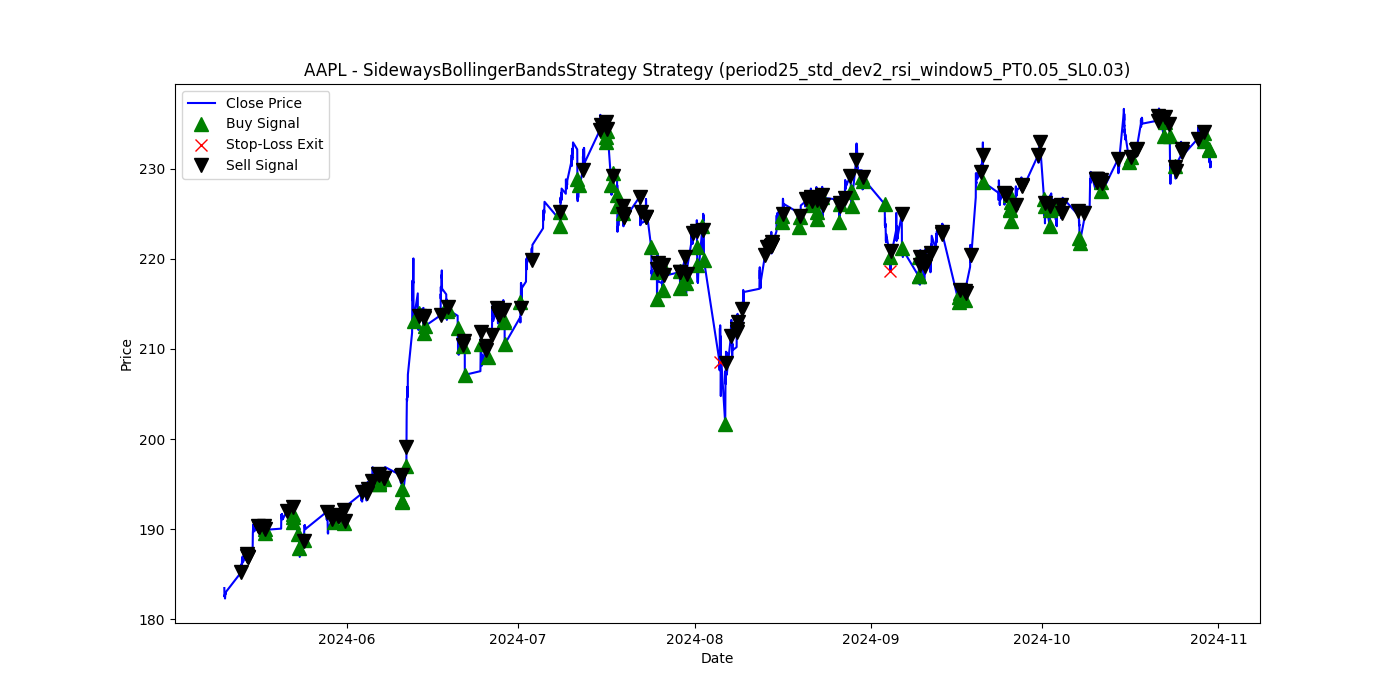 AAPL - SidewaysBollingerBandsStrategy Strategy (period25_std_dev2_rsi_window5_PT0.05_SL0.03)
Close Price
Buy Signal
Stop-Loss Exit
Sell Signal
230
220
210
200
190
180
Price
2024-06 2024-07 2024-08 2024-09 2024-10 2024-11
Date